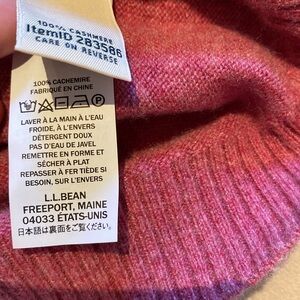 100% CASHMERE
ItemID 283586
CARE ON REVERSE
100% CACHEMIRE
FABRIQUÉ EN CHINE
LAVER À LA MAIN À L'EAU
FROIDE, À L'ENVERS
DÉTERGENT DOUX
PAS D'EAU DE JAVEL
REMETTRE EN FORME ET
SÉCHER À PLAT
REPASSER À FER TIÈDE SI
BESOIN, SUR L'ENVERS
L.L.BEAN
FREEPORT, MAINE
04033 ÉTATS-UNIS
日本語は裏面をご覧ください。